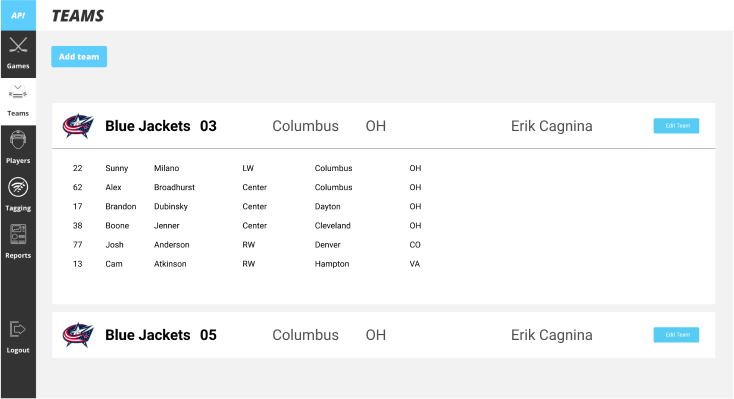 API
TEAMS
Games
Teams
Players
Tagging
Reports
Logout
Add team
Blue Jackets 03 Columbus OH Erik Cagnina Edit Team
22 Sunny Milano LW Columbus OH
62 Alex Broadhurst Center Columbus OH
17 Brandon Dubinsky Center Dayton OH
38 Boone Jenner Center Cleveland OH
77 Josh Anderson RW Denver CO
13 Cam Atkinson RW Hampton VA
Blue Jackets 05 Columbus OH Erik Cagnina Edit Team